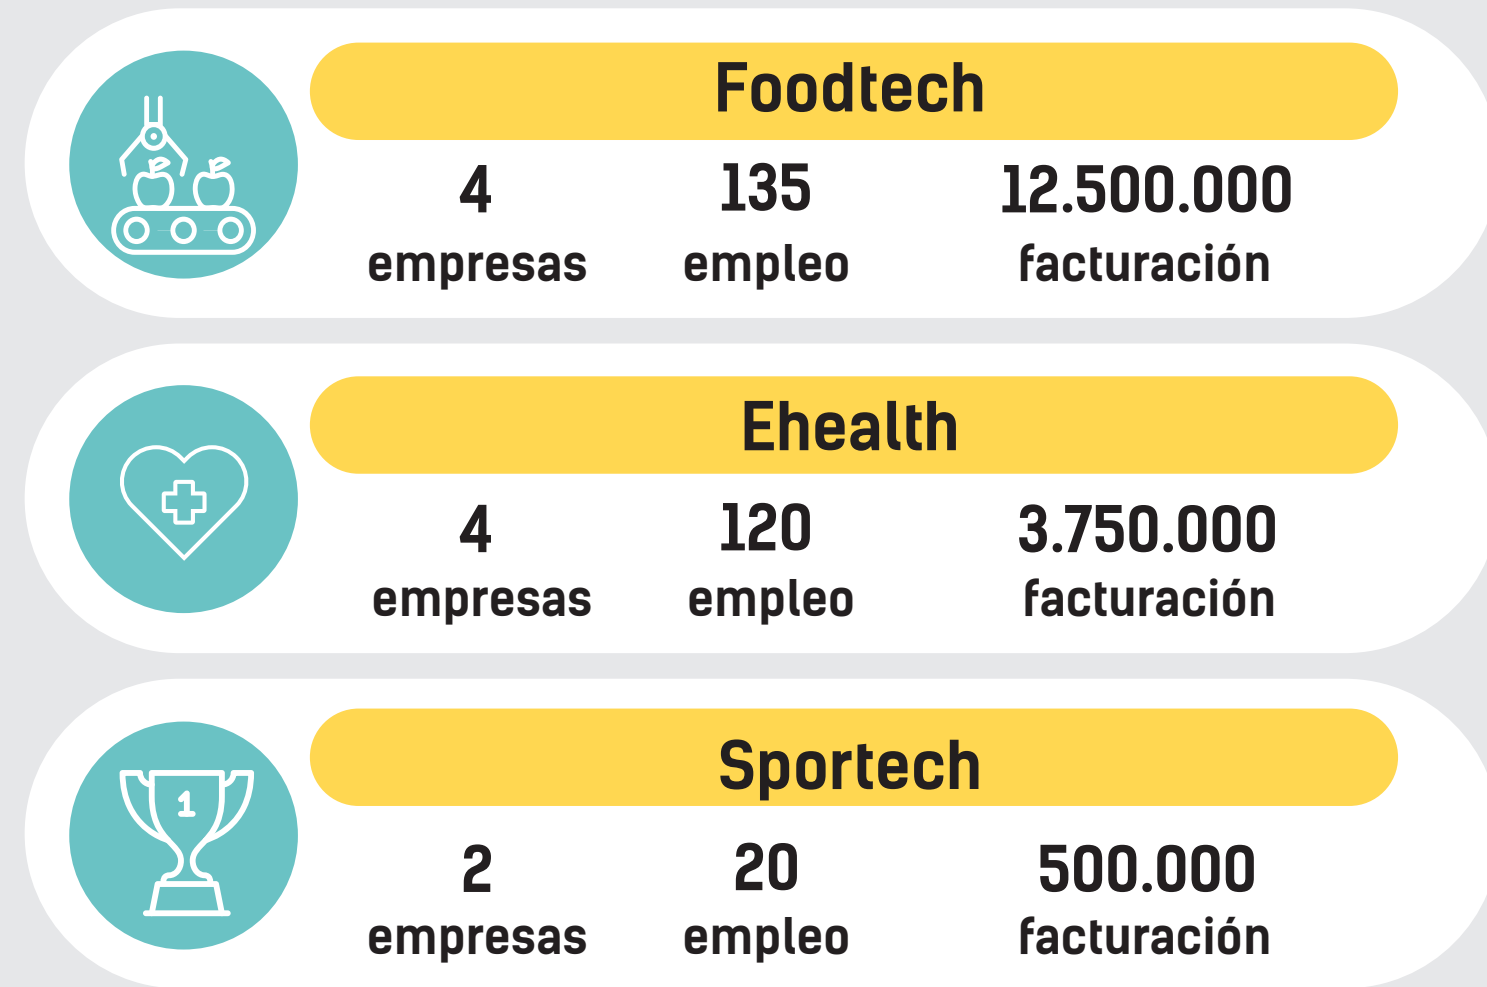 Foodtech
4 135 12.500.000
empresas empleo facturación
Ehealth
4 120 3.750.000
empresas empleo facturación
1
Sportech
2 20 500.000
empresas empleo facturación